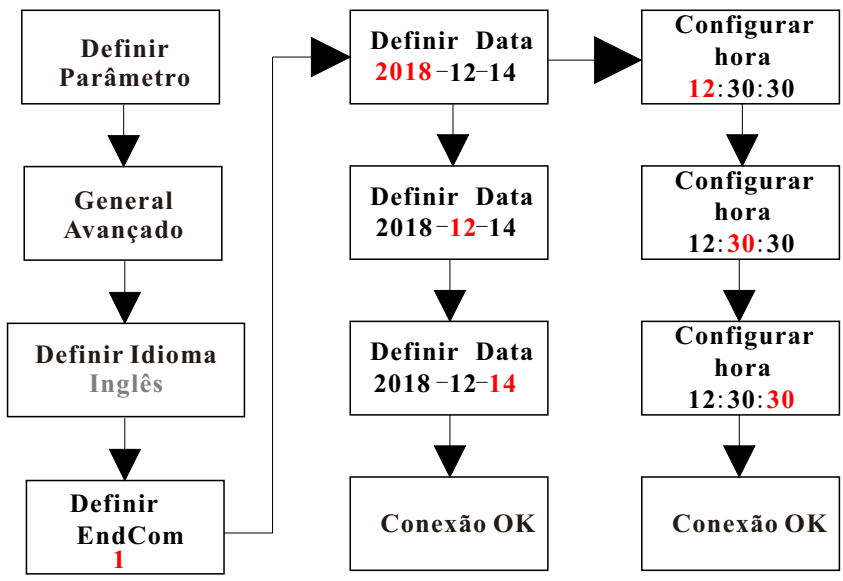 Definir
Parâmetro
General
Avançado
Definir Idioma
Inglês
Definir
EndCom
1
Definir Data
2018-12-14
Definir Data
2018-12-14
Definir Data
2018-12-14
Conexão OK
Configurar
hora
12:30:30
Configurar
hora
12:30:30
Configurar
hora
12:30:30
Conexão OK